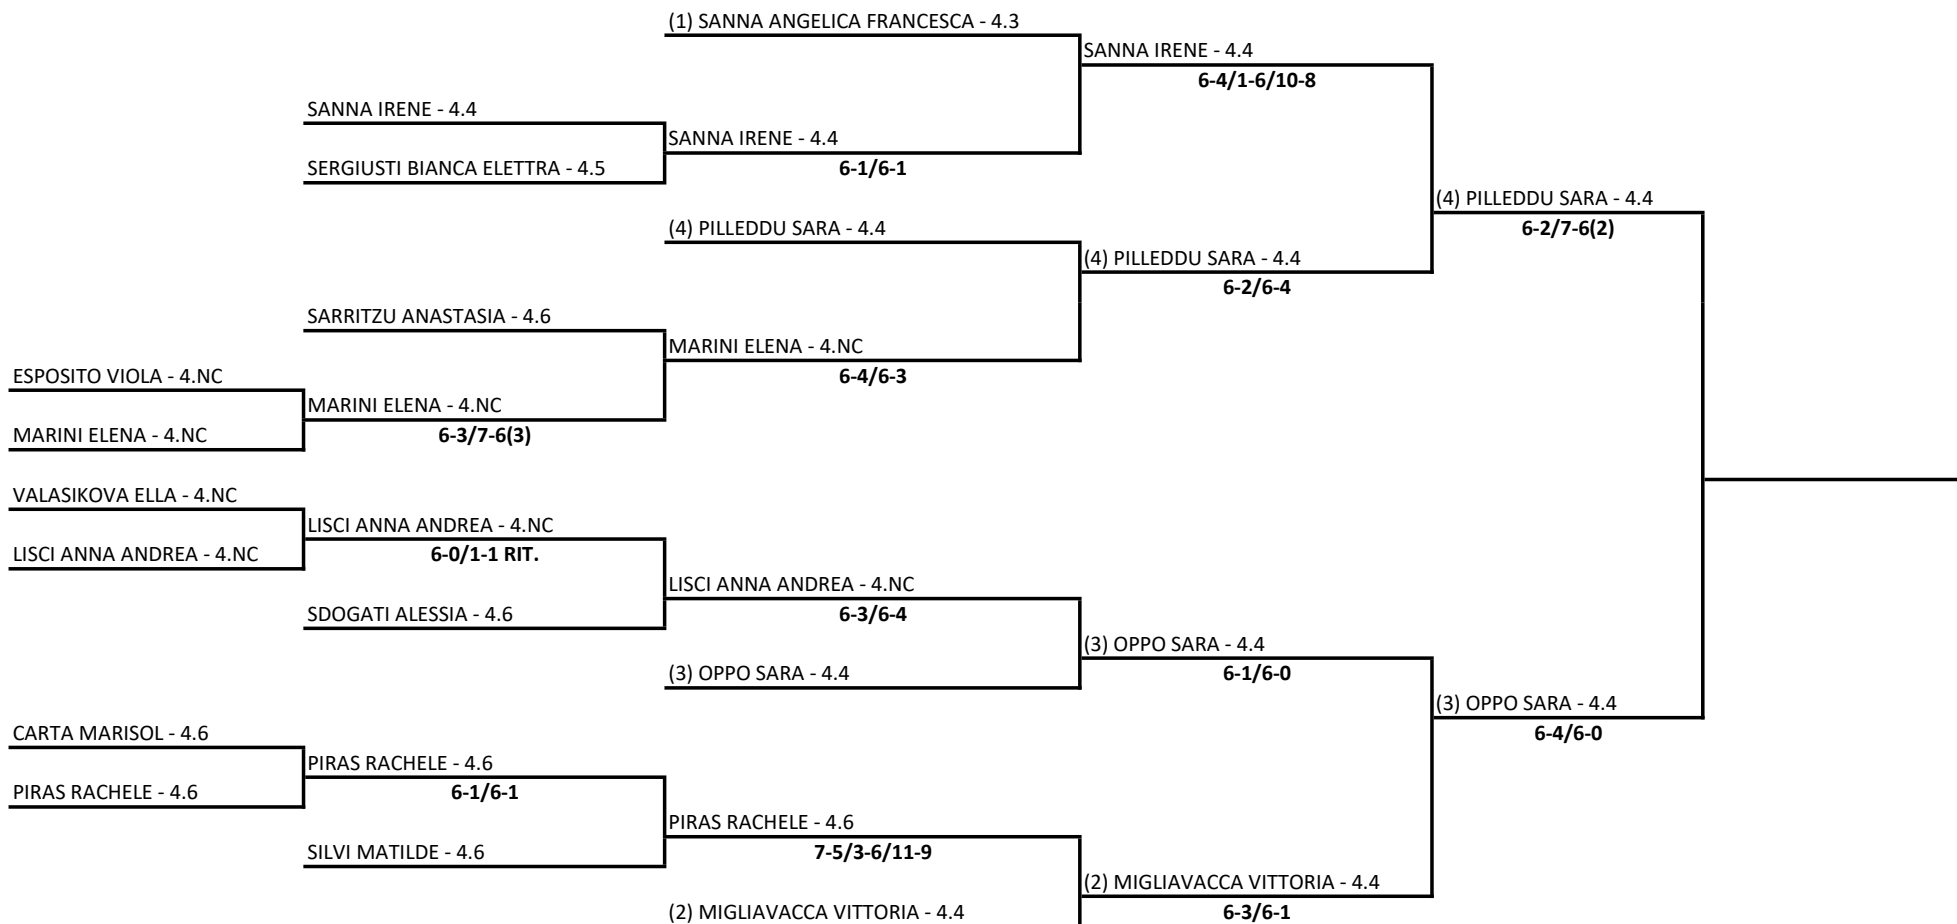 (1) SANNA ANGELICA FRANCESCA - 4.3
SANNA IRENE - 4.4
6-4/1-6/10-8
SANNA IRENE - 4.4
SANNA IRENE - 4.4
SERGIUSTI BIANCA ELETTRA - 4.5
6-1/6-1
(4) PILLEDDU SARA - 4.4
6-2/7-6(2)
(4) PILLEDDU SARA - 4.4
(4) PILLEDDU SARA - 4.4
6-2/6-4
SARRITZU ANASTASIA - 4.6
MARINI ELENA - 4.NC
6-4/6-3
ESPOSITO VIOLA - 4.NC
MARINI ELENA - 4.NC
MARINI ELENA - 4.NC
6-3/7-6(3)
VALASIKOVA ELLA - 4.NC
LISCI ANNA ANDREA - 4.NC
LISCI ANNA ANDREA - 4.NC
6-0/1-1 RIT.
LISCI ANNA ANDREA - 4.NC
SDOGATI ALESSIA - 4.6
6-3/6-4
(3) OPPO SARA - 4.4
(3) OPPO SARA - 4.4
6-1/6-0
(3) OPPO SARA - 4.4
6-4/6-0
CARTA MARISOL - 4.6
PIRAS RACHELE - 4.6
PIRAS RACHELE - 4.6
6-1/6-1
PIRAS RACHELE - 4.6
SILVI MATILDE - 4.6
7-5/3-6/11-9
(2) MIGLIAVACCA VITTORIA - 4.4
(2) MIGLIAVACCA VITTORIA - 4.4
6-3/6-1